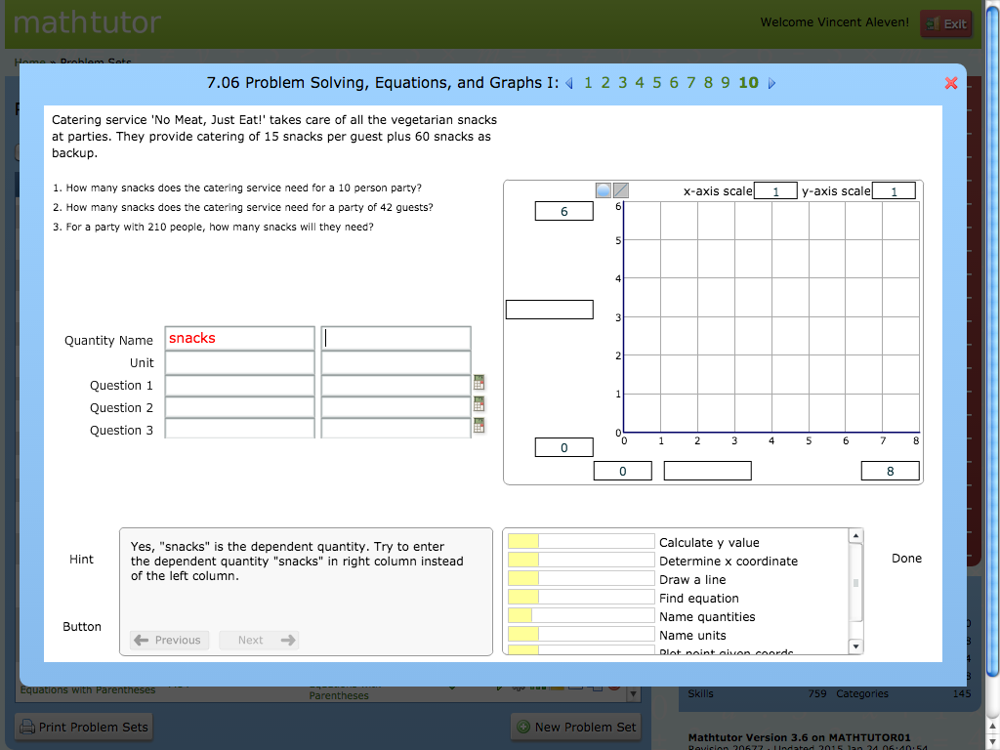 mathtutor
Welcome Vincent Aleven!
Exit
Home » Problem Sets
7.06 Problem Solving, Equations, and Graphs I: 1 2 3 4 5 6 7 8 9 10
Catering service 'No Meat, Just Eat!' takes care of all the vegetarian snacks
at parties. They provide catering of 15 snacks per guest plus 60 snacks as
backup.
1. How many snacks does the catering service need for a 10 person party?
2. How many snacks does the catering service need for a party of 42 guests?
3. For a party with 210 people, how many snacks will they need?
x-axis scale 1 y-axis scale 1
6
6
5
4
3
2
1
0
0 1 2 3 4 5 6 7 8
0
0 8
Quantity Name snacks
Unit
Question 1
Question 2
Question 3
Hint
Button
Yes, "snacks" is the dependent quantity. Try to enter
the dependent quantity "snacks" in right column instead
of the left column.
Previous Next
Calculate y value
Determine x coordinate
Draw a line
Find equation
Name quantities
Name units
Plot point given coords
Done
Equations with Parentheses
Parentheses
Skills 759 Categories 145
Print Problem Sets
New Problem Set
Mathtutor Version 3.6 on MATHTUTOR01
Revision 20677 - Updated 2015 Jan 24 06:40:54